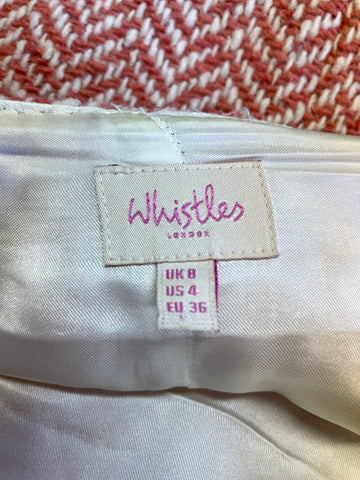 Whistles
LONDON
UK 8
US 4
EU 36